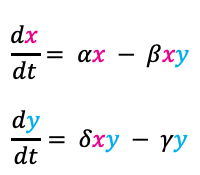 dx/dt = αx − βxy
dy/dt = δxy − γy